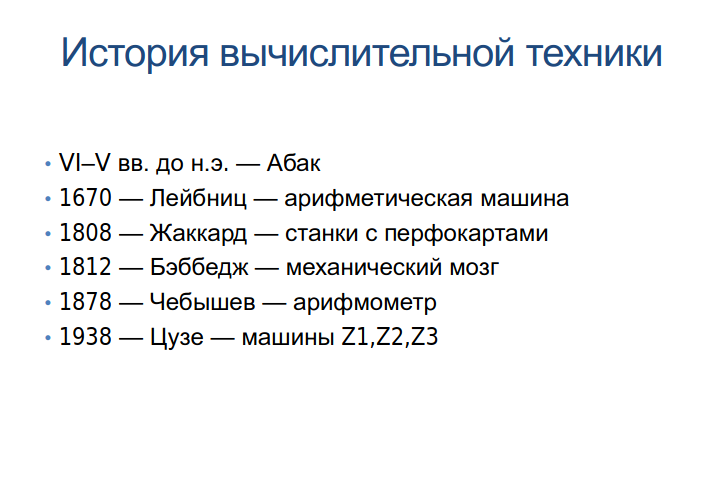 История вычислительной техники
• VI–V вв. до н.э. — Абак
• 1670 — Лейбниц — арифметическая машина
• 1808 — Жаккард — станки с перфокартами
• 1812 — Бэббедж — механический мозг
• 1878 — Чебышев — арифмометр
• 1938 — Цузе — машины Z1,Z2,Z3